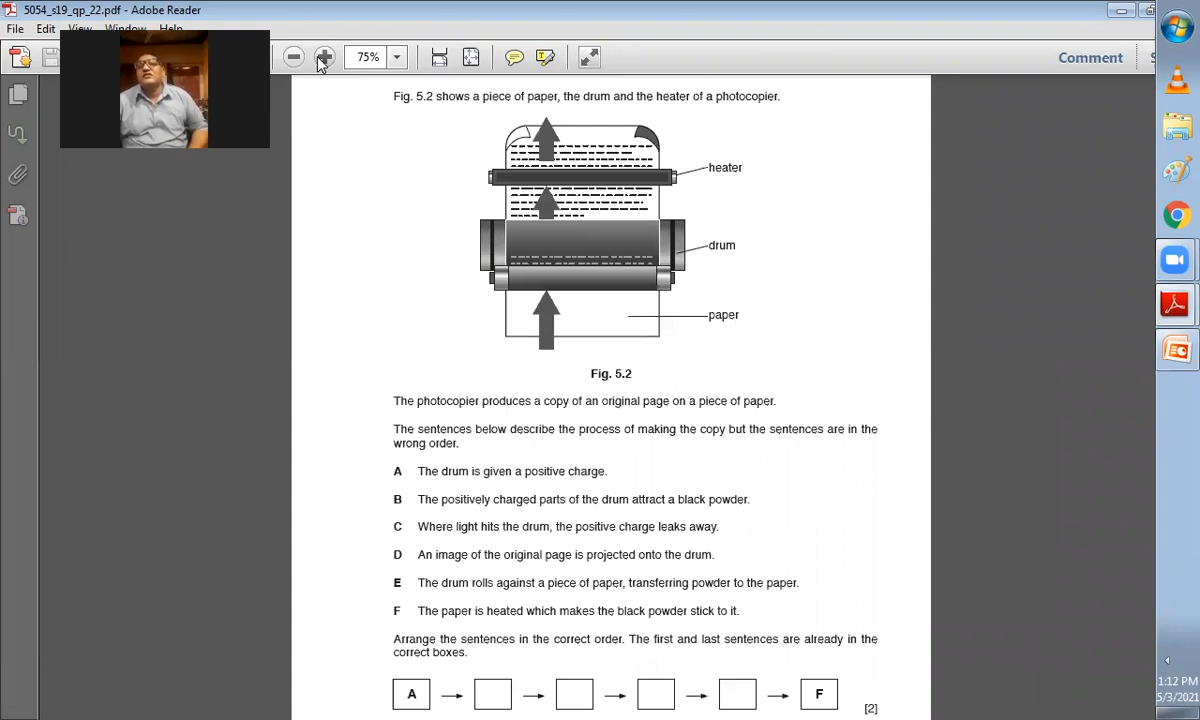 5054_s19_qp_22.pdf - Adobe Reader
File Edit View Window Help
75%
Comment
Fig. 5.2 shows a piece of paper, the drum and the heater of a photocopier.
heater
drum
paper
Fig. 5.2
The photocopier produces a copy of an original page on a piece of paper.
The sentences below describe the process of making the copy but the sentences are in the
wrong order.
A The drum is given a positive charge.
B The positively charged parts of the drum attract a black powder.
C Where light hits the drum, the positive charge leaks away.
D An image of the original page is projected onto the drum.
E The drum rolls against a piece of paper, transferring powder to the paper.
F The paper is heated which makes the black powder stick to it.
Arrange the sentences in the correct order. The first and last sentences are already in the
correct boxes.
A F
[2]
1:12 PM
5/3/2021